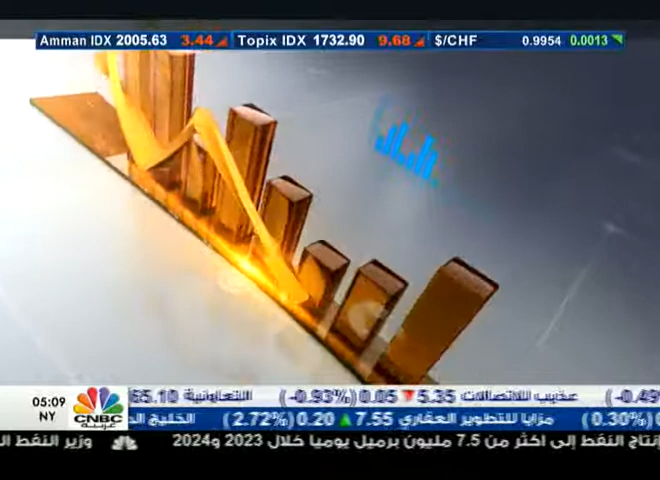 Amman IDX 2005.63 3.44 Topix IDX 1732.90 9.68 $/CHF 0.9954 0.0013
05:09
NY
CNBC
عربية
عذيب للاتصالات 5.35 ▼ 0.05 (-0.93%) التعاونية 65.10
(0.30%) مزايا للتطوير العقاري 7.55 ▲ 0.20 (2.72%) الخليج
إنتاج النفط إلى اكثر من 7.5 مليون برميل يوميا خلال 2023 و2024 وزير النفط